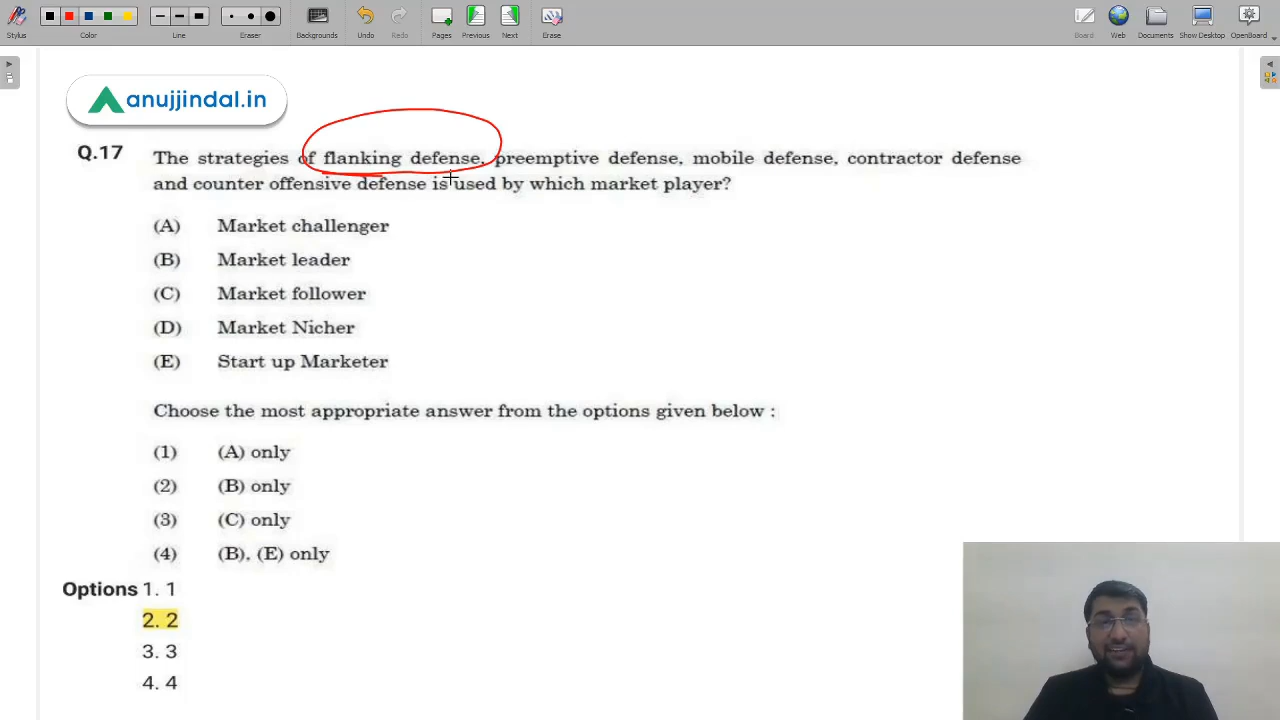 Stylus Color Line Eraser Backgrounds Undo Redo Pages Previous Next Erase Board Web Documents Show Desktop OpenBoard
anujjindal.in
Q.17 The strategies of flanking defense, preemptive defense, mobile defense, contractor defense
and counter offensive defense is used by which market player?
(A) Market challenger
(B) Market leader
(C) Market follower
(D) Market Nicher
(E) Start up Marketer
Choose the most appropriate answer from the options given below :
(1) (A) only
(2) (B) only
(3) (C) only
(4) (B), (E) only
Options 1. 1
2. 2
3. 3
4. 4